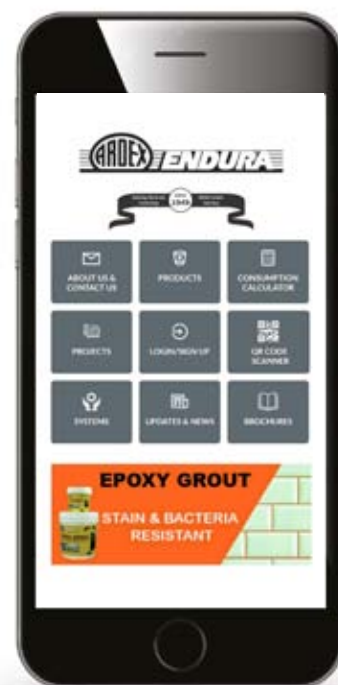 ARDEX ENDURA
1949
ABOUT US &
CONTACT US
PRODUCTS
CONSUMPTION
CALCULATOR
PROJECTS
LOGIN/SIGN UP
QR CODE
SCANNER
SYSTEMS
UPDATES & NEWS
BROCHURES
EPOXY GROUT
STAIN & BACTERIA
RESISTANT